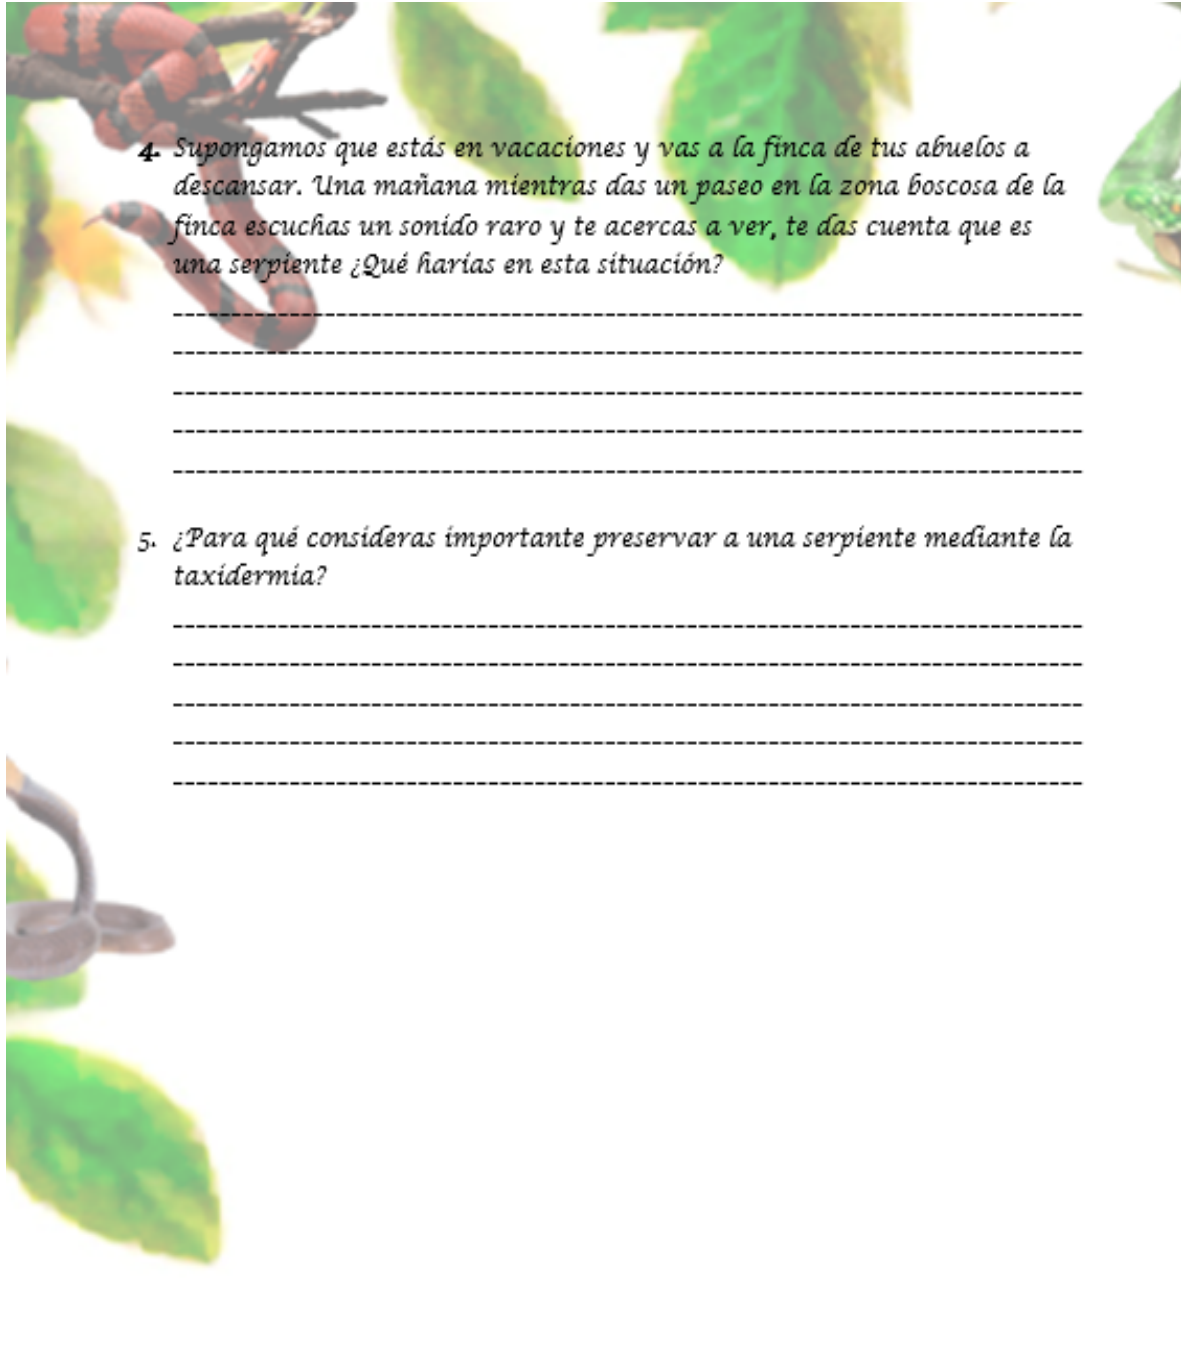 4. Supongamos que estás en vacaciones y vas a la finca de tus abuelos a
descansar. Una mañana mientras das un paseo en la zona boscosa de la
finca escuchas un sonido raro y te acercas a ver, te das cuenta que es
una serpiente ¿Qué harías en esta situación?
5. ¿Para qué consideras importante preservar a una serpiente mediante la
taxidermia?